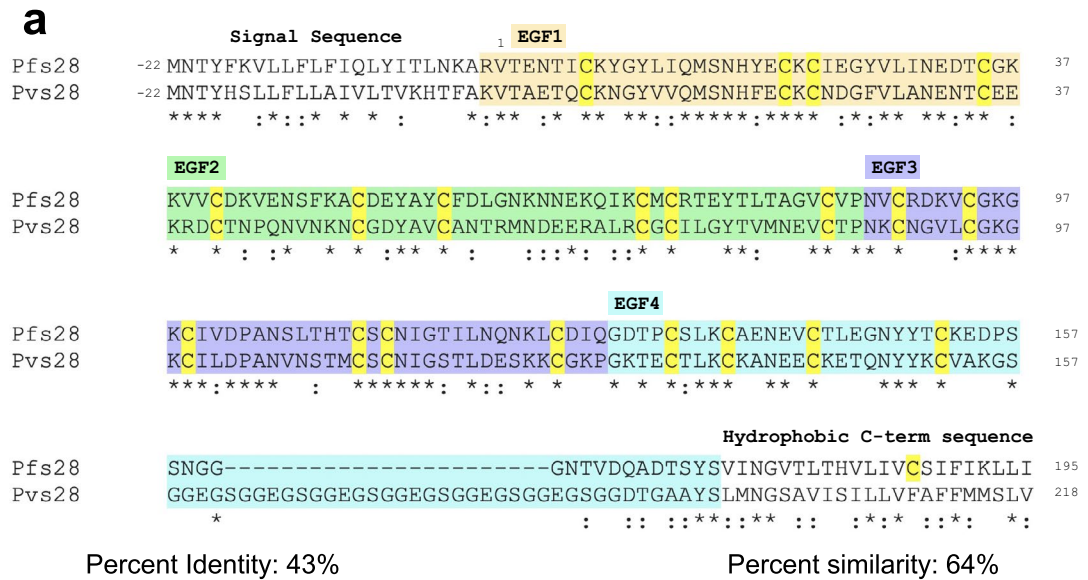 a
Signal Sequence 1 EGF1
Pfs28 -22 MNTYFKVLLFLFIQLYITLNKARVTENTICKYGYLIQMSNHYECKCIEGYVLINEDTCGK 37
Pvs28 -22 MNTYHSLLFLLAIVLTVKHTFAKVTAETQCKNGYVVQMSNHFECKCNDGFVLANENTCEE 37
****  :*::* * * :    *:** :* ** **::*****:**** :*:** **:** :
EGF2 EGF3
Pfs28 KVVCDKVENSFKACDEYAYCFDLGNKNNEKQIKCMCRTEYTLTAGVCVPNVCRDKVCGKG 97
Pvs28 KRDCTNPQNVNKNCGDYAVCANTRMNDEERALRCGCILGYTVMNEVCTPNKCNGVLCGKG 97
*  *   :*  * * :** * :   :::*: ::* *   **:   ** ** *   :****
EGF4
Pfs28 KCIVDPANSLTHTCSCNIGTILNQNKLCDIQGDTPCSLKCAENEVCTLEGNYYTCKEDPS 157
Pvs28 KCILDPANVNSTMCSCNIGSTLDESKKCGKPGKTECTLKCKANEECKETQNYYKCVAKGS 157
***:****  :  ******: *::* *   * * *:***  ** *    *** *    *
Hydrophobic C-term sequence
Pfs28 SNGG-----------------------GNTVDQADTSYSVINGVTLTHVLIVCSIFIKLLI 195
Pvs28 GGEGSGGEGSGGEGSGGEGSGGEGSGGEGSGGDTGAAYSLMNGSAVISILLVFAFFMMSLV 218
*                         :  ::  :**::** ::  :*:* ::*:  *:
Percent Identity: 43% Percent similarity: 64%